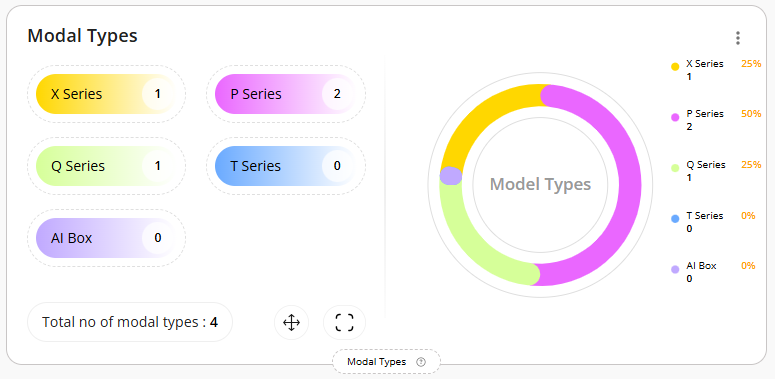 Modal Types
X Series 1
P Series 2
Q Series 1
T Series 0
AI Box 0
Total no of modal types : 4
Model Types
X Series 25%
1
P Series 50%
2
Q Series 25%
1
T Series 0%
0
AI Box 0%
0
Modal Types ?